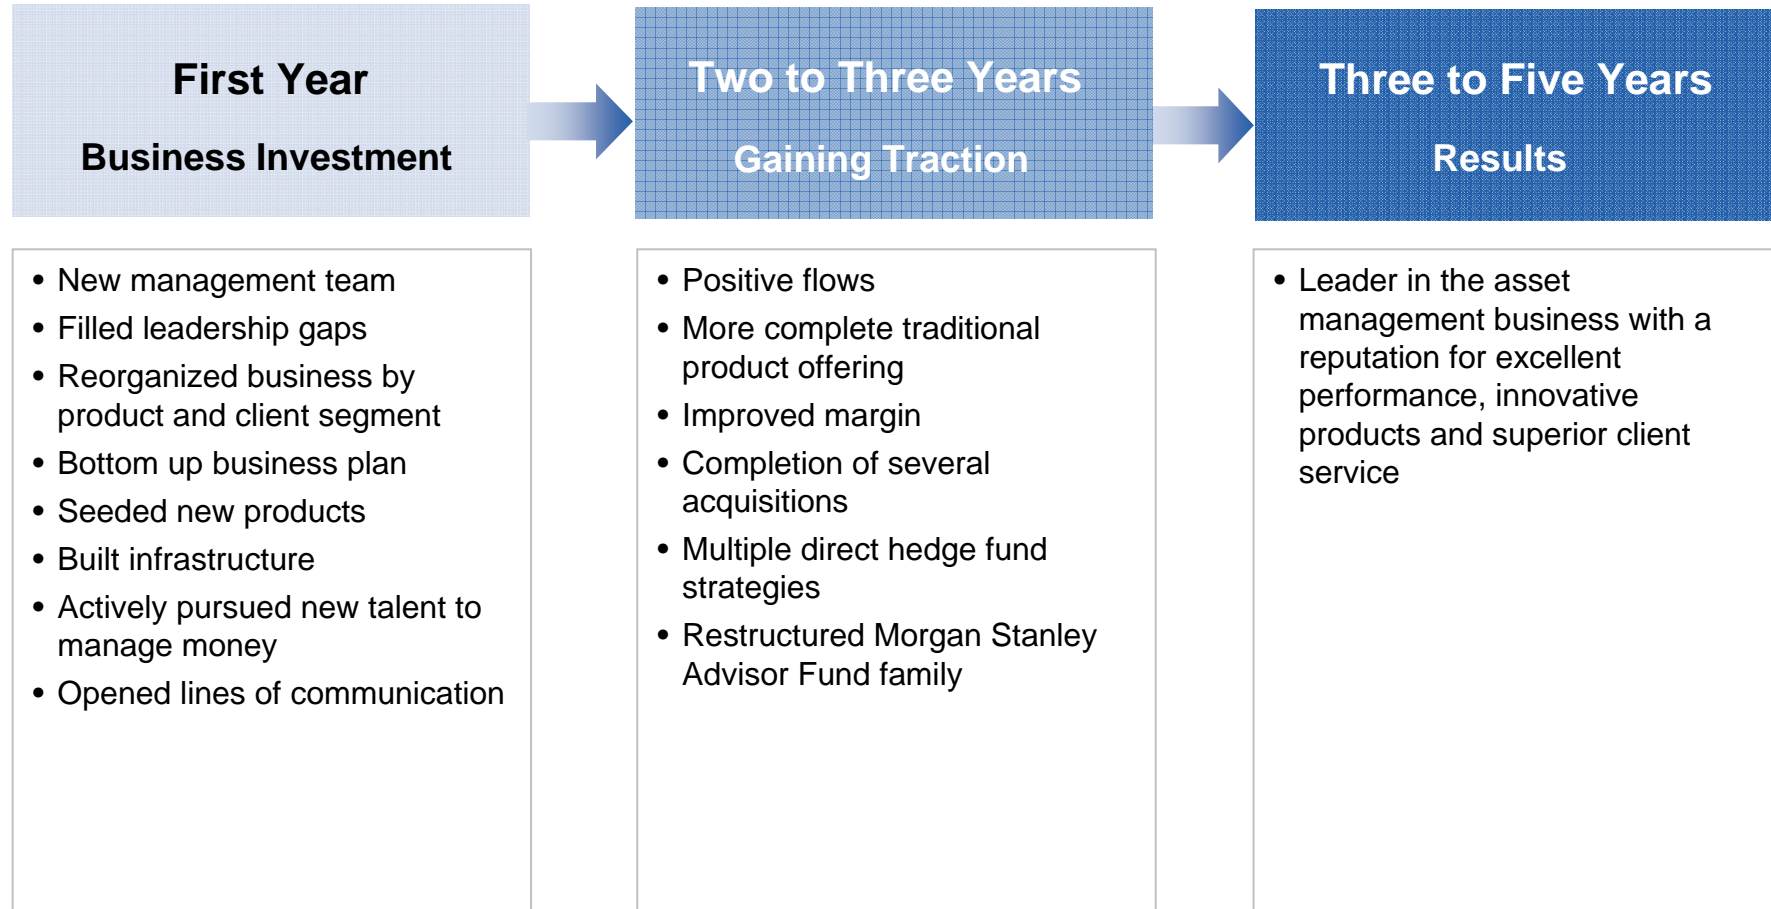 First Year
Business Investment
Two to Three Years
Gaining Traction
Three to Five Years
Results
• New management team
• Filled leadership gaps
• Reorganized business by
product and client segment
• Bottom up business plan
• Seeded new products
• Built infrastructure
• Actively pursued new talent to
manage money
• Opened lines of communication
• Positive flows
• More complete traditional
product offering
• Improved margin
• Completion of several
acquisitions
• Multiple direct hedge fund
strategies
• Restructured Morgan Stanley
Advisor Fund family
• Leader in the asset
management business with a
reputation for excellent
performance, innovative
products and superior client
service